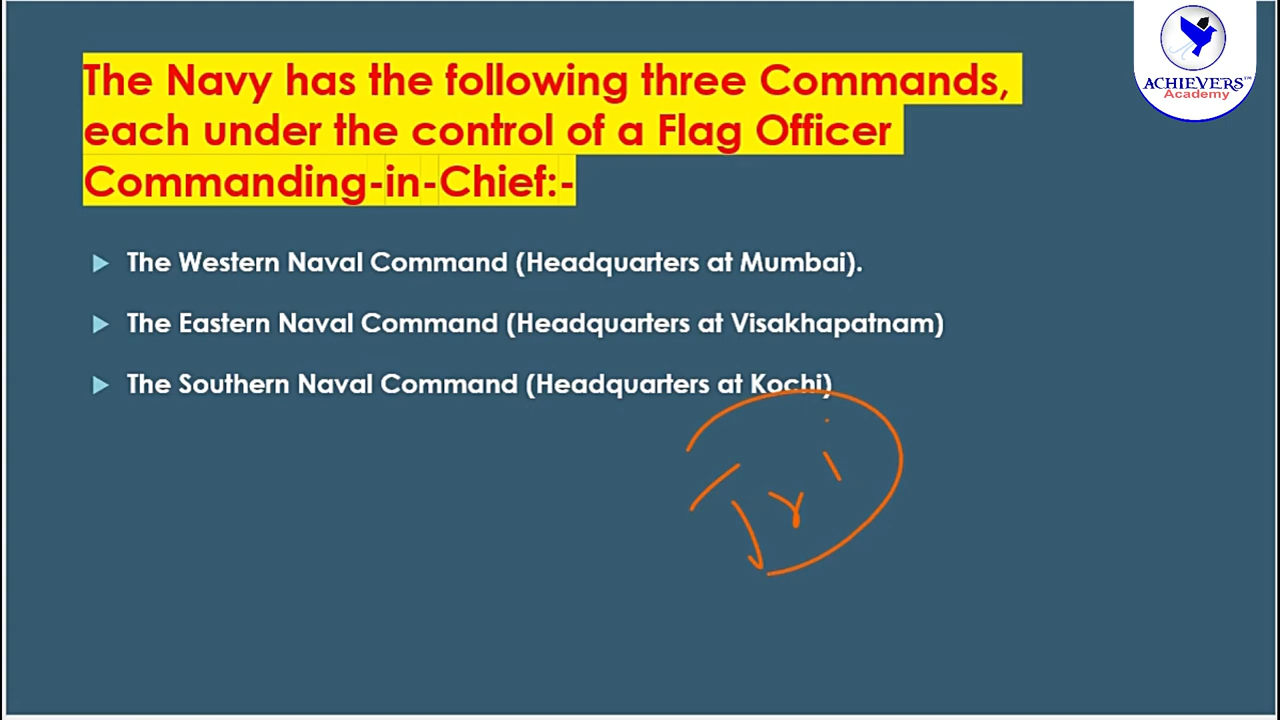 ACHIEVERS™
Academy
The Navy has the following three Commands,
each under the control of a Flag Officer
Commanding-in-Chief:-
The Western Naval Command (Headquarters at Mumbai).
The Eastern Naval Command (Headquarters at Visakhapatnam)
The Southern Naval Command (Headquarters at Kochi)
Tri